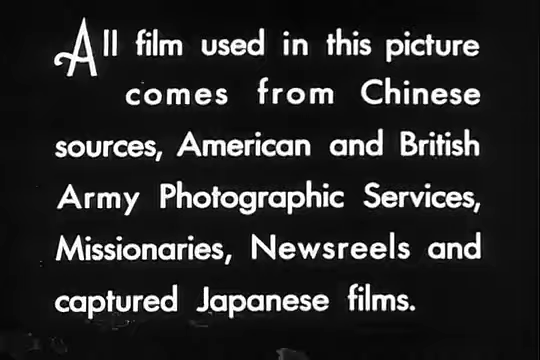 All film used in this picture
comes from Chinese
sources, American and British
Army Photographic Services,
Missionaries, Newsreels and
captured Japanese films.